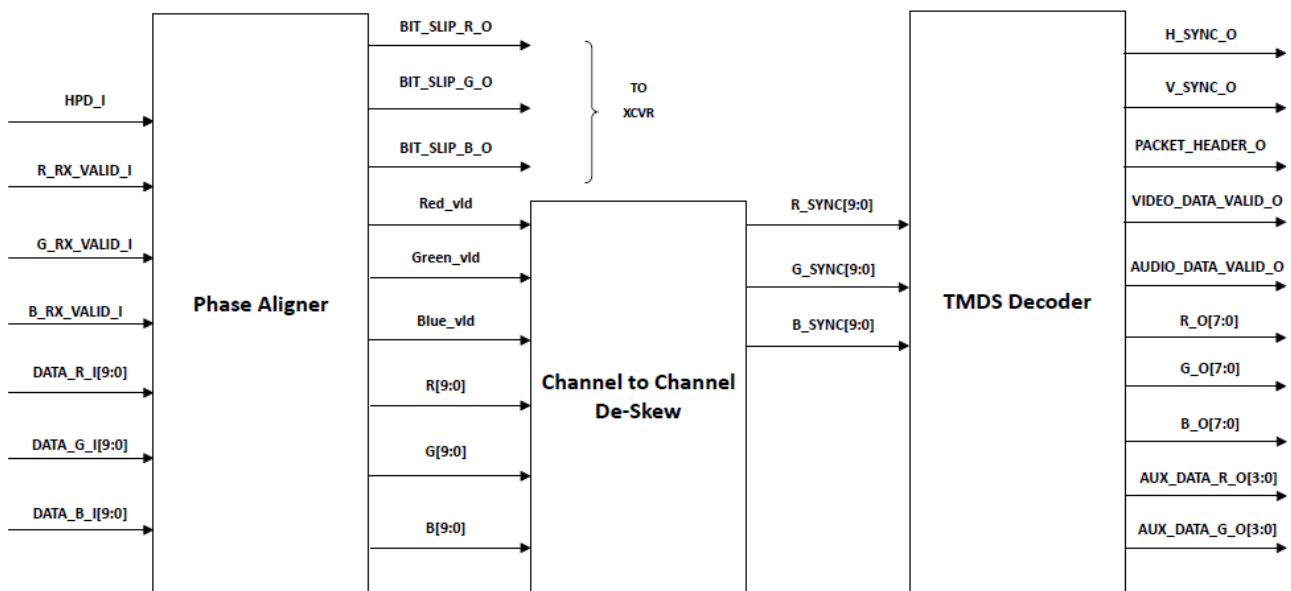 HPD_I
R_RX_VALID_I
G_RX_VALID_I
B_RX_VALID_I
DATA_R_I[9:0]
DATA_G_I[9:0]
DATA_B_I[9:0]
Phase Aligner
BIT_SLIP_R_O
BIT_SLIP_G_O
BIT_SLIP_B_O
TO
XCVR
Red_vld
Green_vld
Blue_vld
R[9:0]
G[9:0]
B[9:0]
Channel to Channel
De-Skew
R_SYNC[9:0]
G_SYNC[9:0]
B_SYNC[9:0]
TMDS Decoder
H_SYNC_O
V_SYNC_O
PACKET_HEADER_O
VIDEO_DATA_VALID_O
AUDIO_DATA_VALID_O
R_O[7:0]
G_O[7:0]
B_O[7:0]
AUX_DATA_R_O[3:0]
AUX_DATA_G_O[3:0]